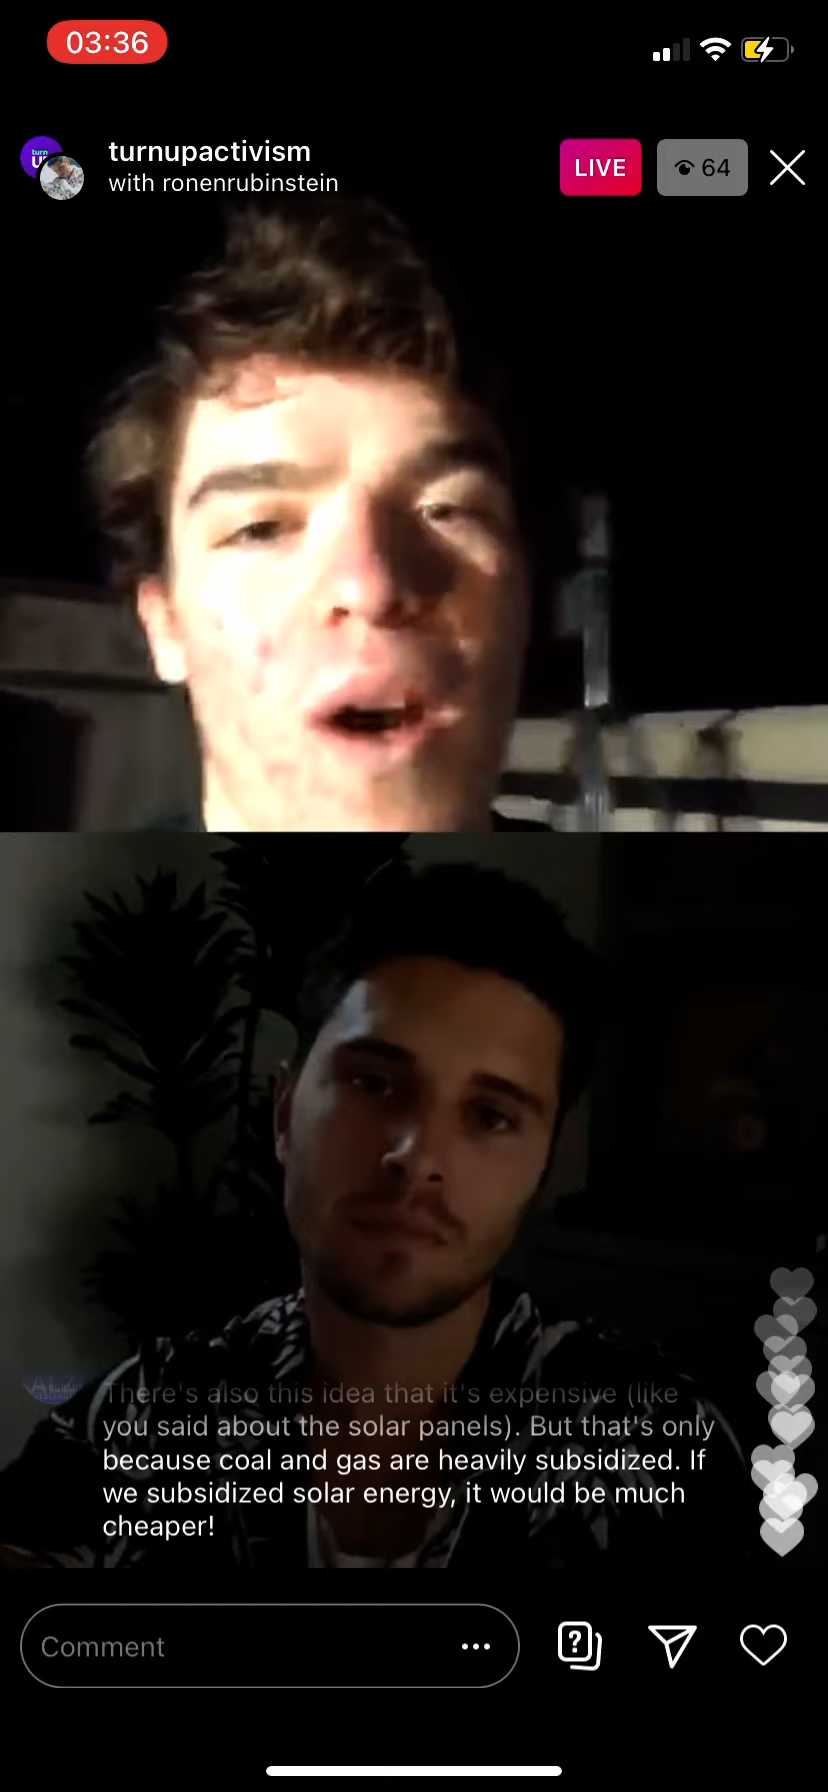 03:36
turnupactivism
with ronenrubinstein
LIVE
64
turn
There's also this idea that it's expensive (like
you said about the solar panels). But that's only
because coal and gas are heavily subsidized. If
we subsidized solar energy, it would be much
cheaper!
Comment